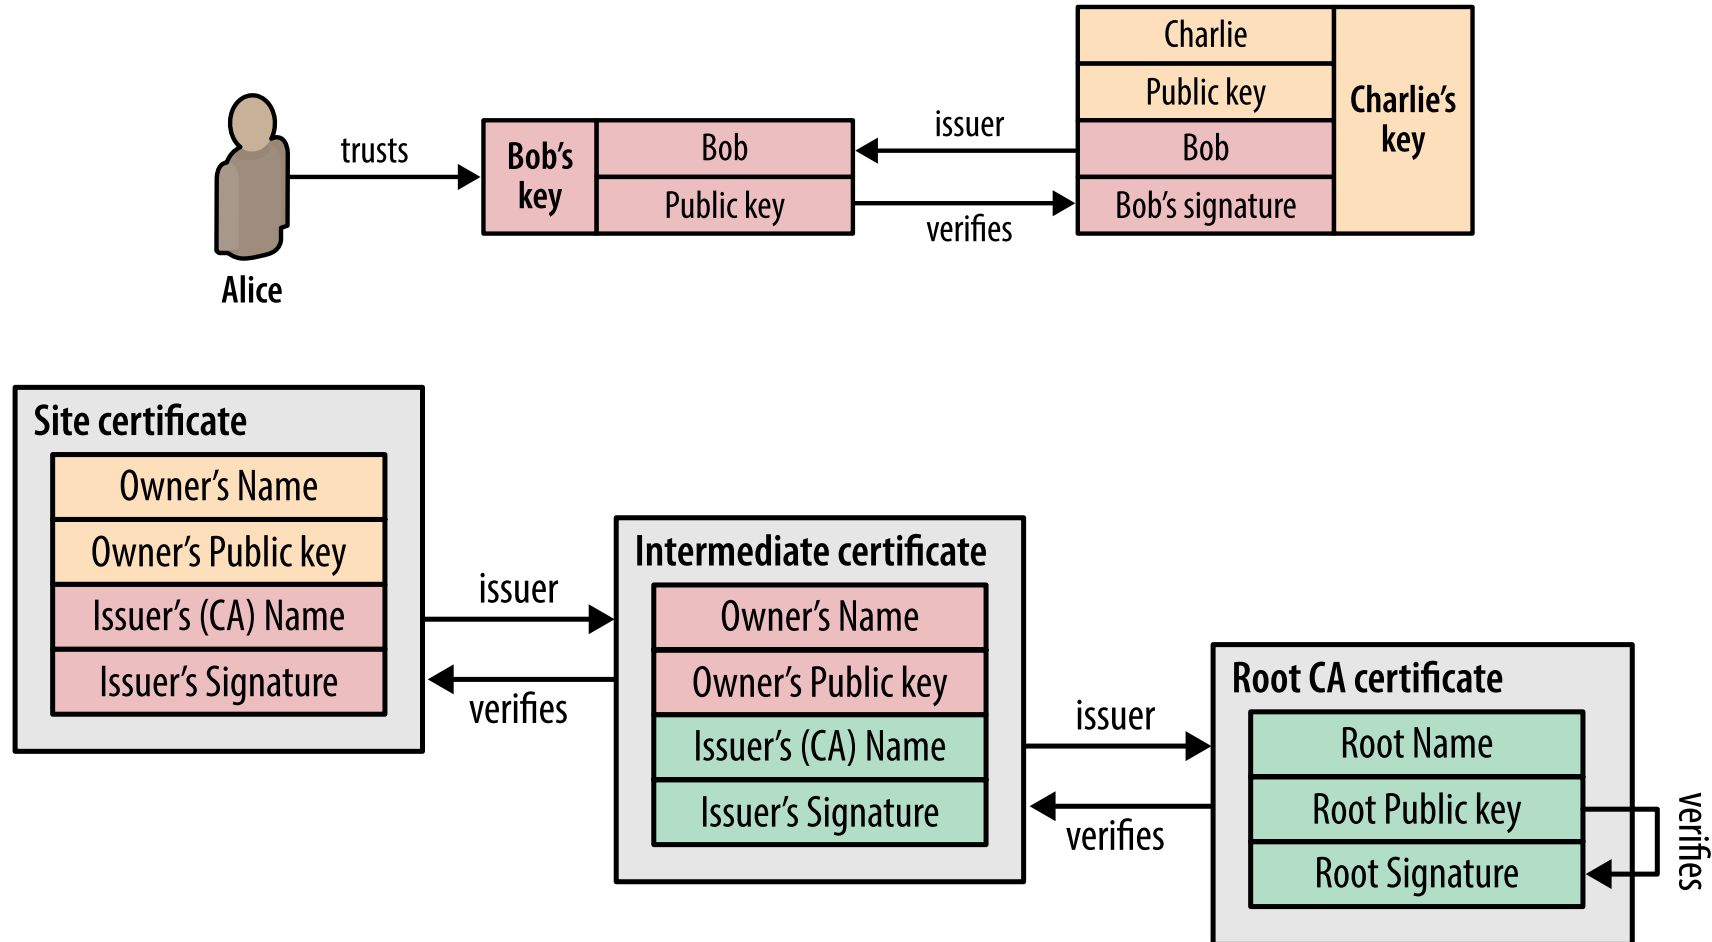 Charlie
Public key
Bob
Bob's signature
Charlie's
key
issuer
verifies
Bob's
key
Bob
Public key
trusts
Alice
Site certificate
Owner's Name
Owner's Public key
Issuer's (CA) Name
Issuer's Signature
issuer
verifies
Intermediate certificate
Owner's Name
Owner's Public key
Issuer's (CA) Name
Issuer's Signature
issuer
verifies
Root CA certificate
Root Name
Root Public key
Root Signature
verifies